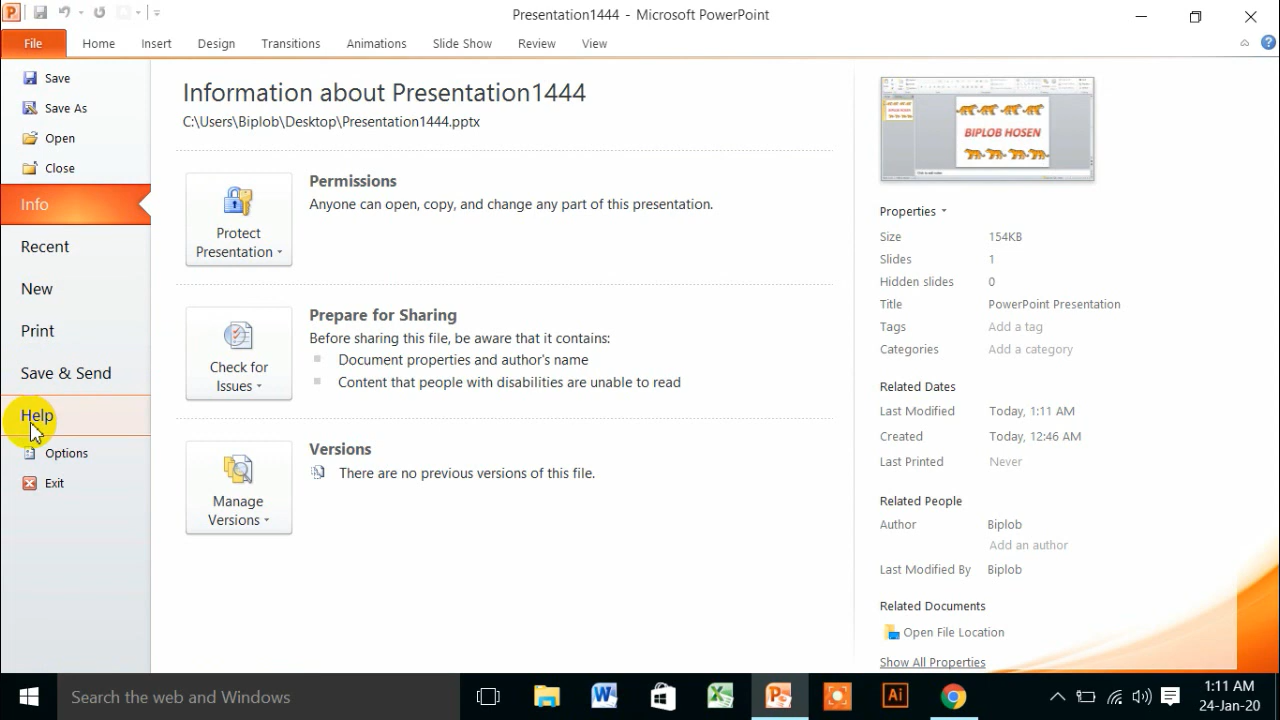 Presentation1444 - Microsoft PowerPoint
File Home Insert Design Transitions Animations Slide Show Review View
Save
Save As
Open
Close
Info
Recent
New
Print
Save & Send
Help
Options
Exit
Information about Presentation1444
C:\Users\Biplob\Desktop\Presentation1444.pptx
Protect
Presentation
Permissions
Anyone can open, copy, and change any part of this presentation.
Check for
Issues
Prepare for Sharing
Before sharing this file, be aware that it contains:
Document properties and author's name
Content that people with disabilities are unable to read
Manage
Versions
Versions
There are no previous versions of this file.
BIPLOB HOSEN
Properties
Size 154KB
Slides 1
Hidden slides 0
Title PowerPoint Presentation
Tags Add a tag
Categories Add a category
Related Dates
Last Modified Today, 1:11 AM
Created Today, 12:46 AM
Last Printed Never
Related People
Author Biplob
Add an author
Last Modified By Biplob
Related Documents
Open File Location
Show All Properties
Search the web and Windows
Ai
1:11 AM
24-Jan-20